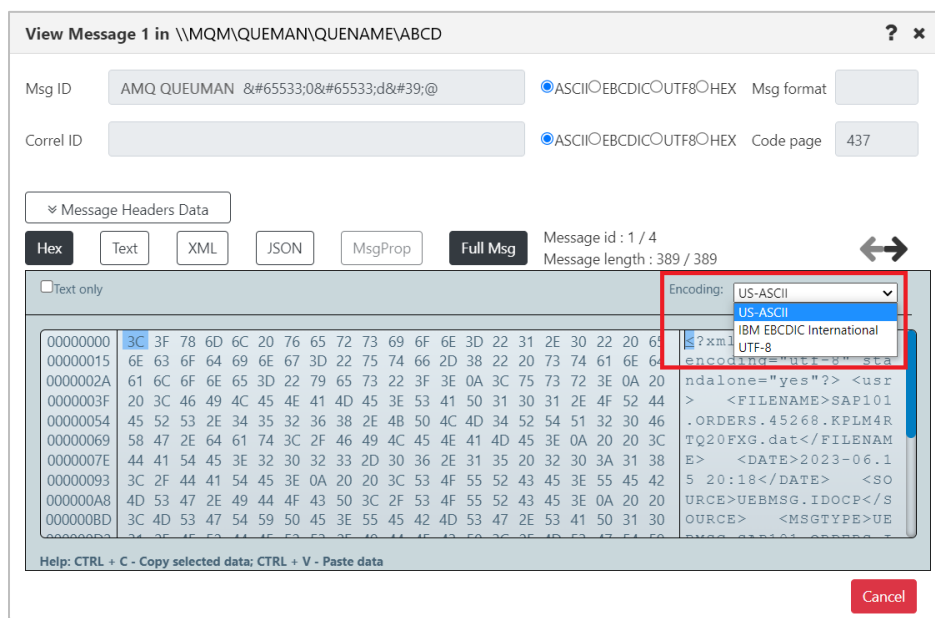 View Message 1 in \\MQM\QUEMAN\QUENAME\ABCD ? ×
Msg ID AMQ QUEUMAN &#65533;0&#65533;d&#39;@ ASCII EBCDIC UTF8 HEX Msg format
Correl ID ASCII EBCDIC UTF8 HEX Code page 437
Message Headers Data
Hex Text XML JSON MsgProp Full Msg
Message id : 1 / 4
Message length : 389 / 389
Text only Encoding: US-ASCII
US-ASCII
IBM EBCDIC International
UTF-8
00000000 3C 3F 78 6D 6C 20 76 65 72 73 69 6F 6E 3D 22 31 2E 30 22 20 65 <?xml
00000015 6E 63 6F 64 69 6E 67 3D 22 75 74 66 2D 38 22 20 73 74 61 6E 64 encoding="utf-8" sta
0000002A 61 6C 6F 6E 65 3D 22 79 65 73 22 3F 3E 0A 3C 75 73 72 3E 0A 20 ndalone="yes"?> <usr
0000003F 20 3C 46 49 4C 45 4E 41 4D 45 3E 53 41 50 31 30 31 2E 4F 52 44 > <FILENAME>SAP101
00000054 45 52 53 2E 34 35 32 36 38 2E 4B 50 4C 4D 34 52 54 51 32 30 46 .ORDERS.45268.KPLM4R
00000069 58 47 2E 64 61 74 3C 2F 46 49 4C 45 4E 41 4D 45 3E 0A 20 20 3C TQ20FXG.dat</FILENAM
0000007E 44 41 54 45 3E 32 30 32 33 2D 30 36 2E 31 35 20 32 30 3A 31 38 E> <DATE>2023-06.1
00000093 3C 2F 44 41 54 45 3E 0A 20 20 3C 53 4F 55 52 43 45 3E 55 45 42 5 20:18</DATE> <SO
000000A8 4D 53 47 2E 49 44 4F 43 50 3C 2F 53 4F 55 52 43 45 3E 0A 20 20 URCE>UEBMSG.IDOCP</S
000000BD 3C 4D 53 47 54 59 50 45 3E 55 45 42 4D 53 47 2E 53 41 50 31 30 OURCE> <MSGTYPE>UE
Help: CTRL + C - Copy selected data; CTRL + V - Paste data
Cancel